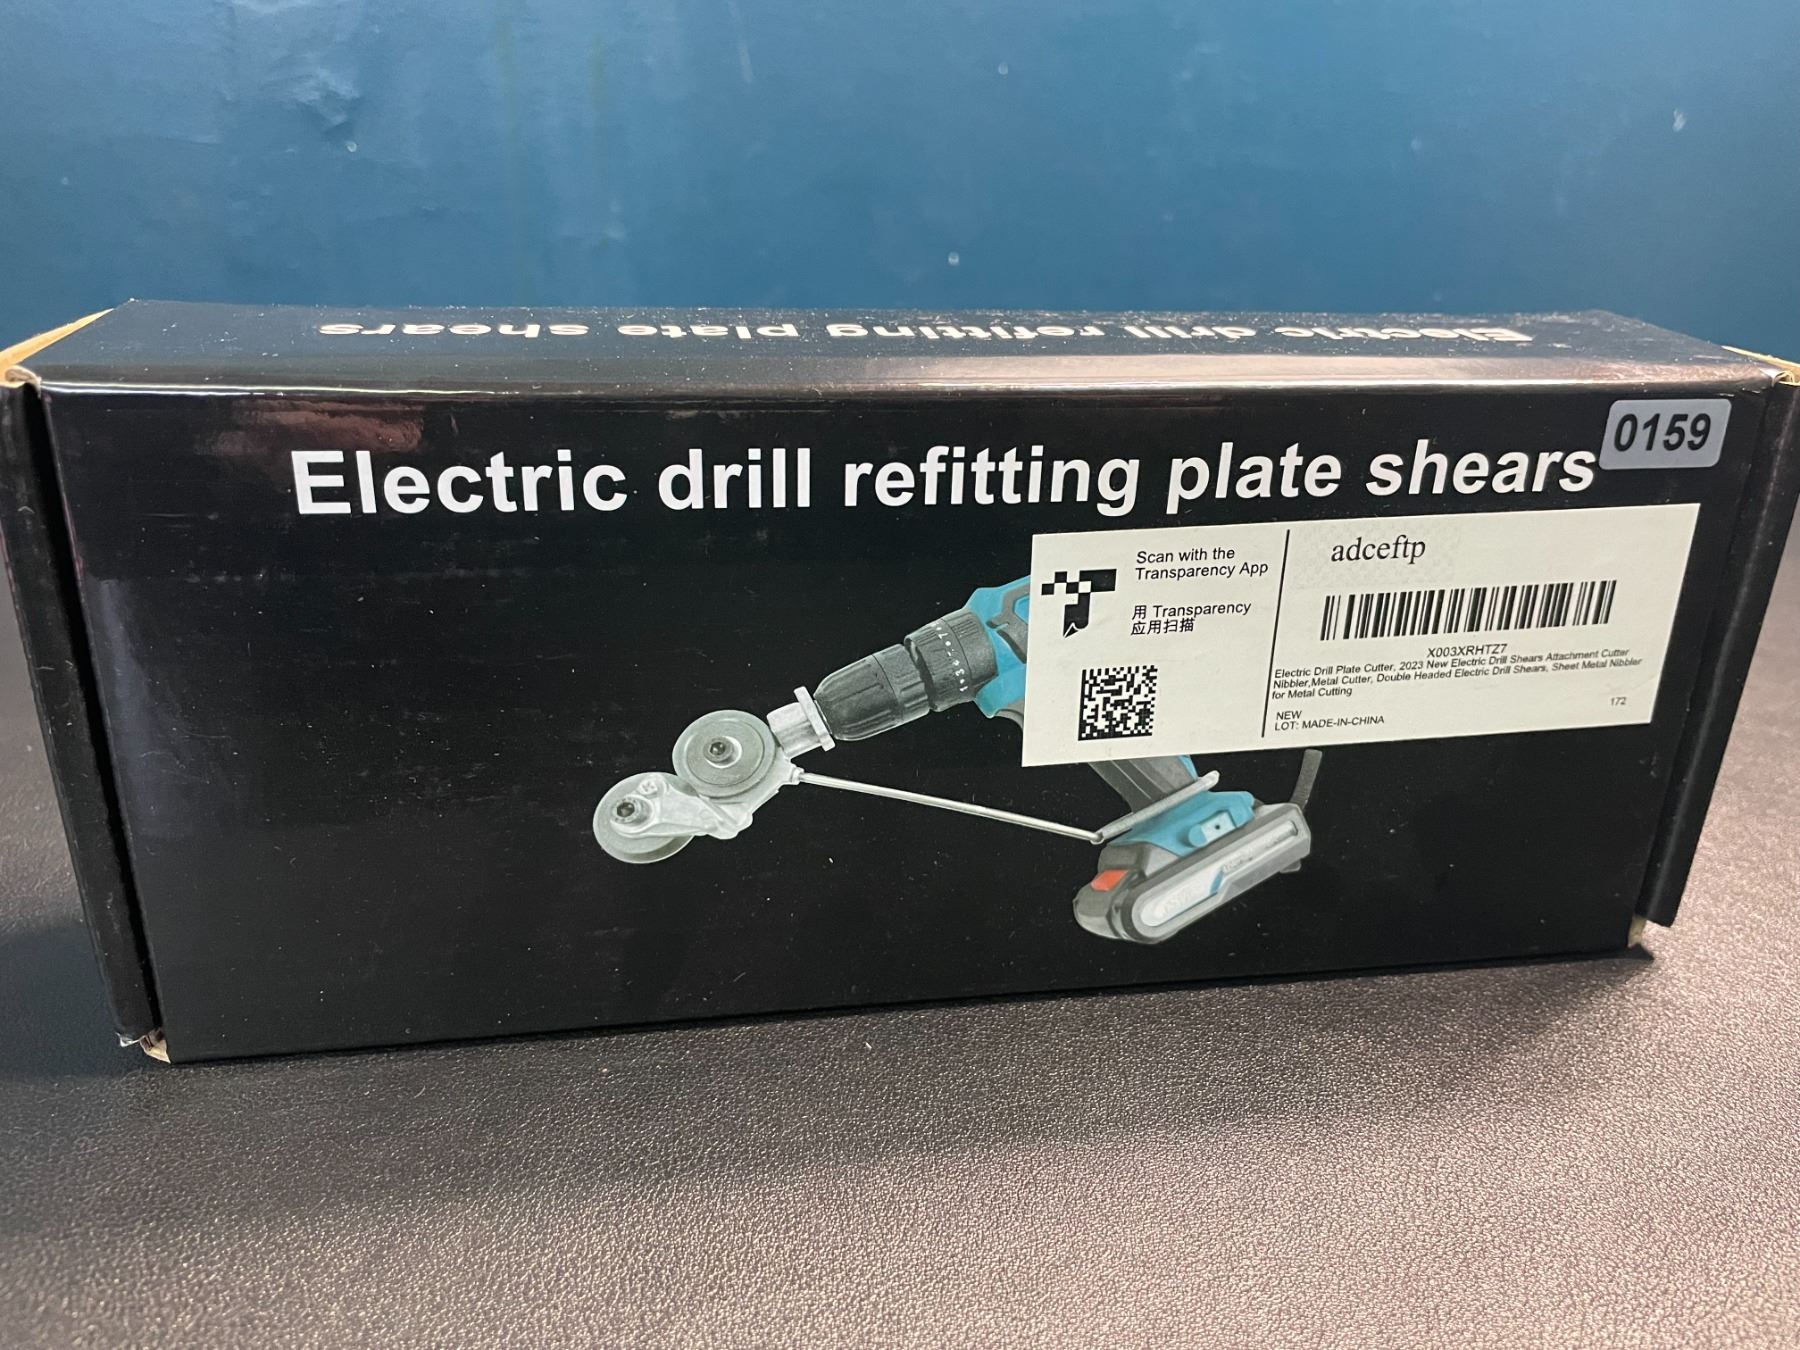 Electric drill refitting plate shears
Electric drill refitting plate shears
0159
Scan with the
Transparency App
用 Transparency
应用扫描
adceftp
X003XRHTZ7
Electric Drill Plate Cutter, 2023 New Electric Drill Shears Attachment Cutter
Nibbler,Metal Cutter, Double Headed Electric Drill Shears, Sheet Metal Nibbler
for Metal Cutting
NEW
172
LOT: MADE-IN-CHINA